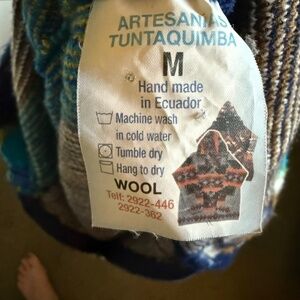 ARTESANIAS
TUNTAQUIMBA
M
Hand made
in Ecuador
Machine wash
in cold water
Tumble dry
Hang to dry
WOOL
Telf: 2922-446
2922-362